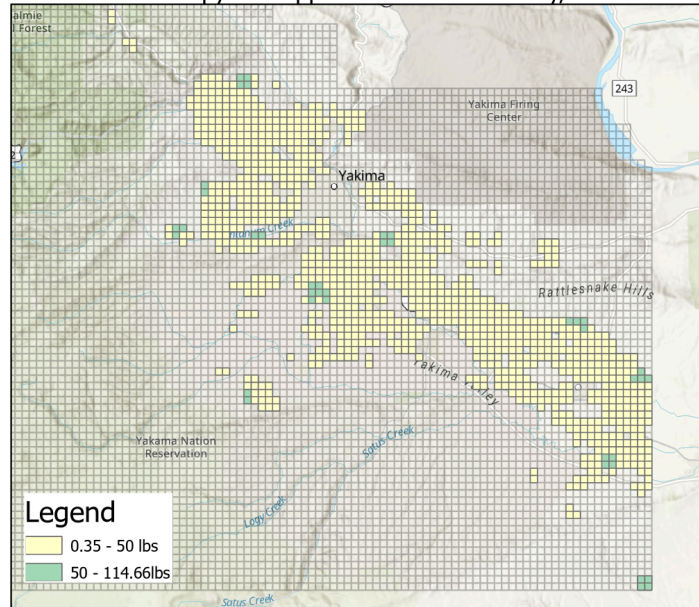 almie
l Forest
243
Yakima Firing
Center
Yakima
Creek
Rattlesnake Hills
Yakima
Satus Creek
Yakama Nation
Reservation
Logy Creek
Legend
0.35 - 50 lbs
50 - 114.66lbs
Satus Creek